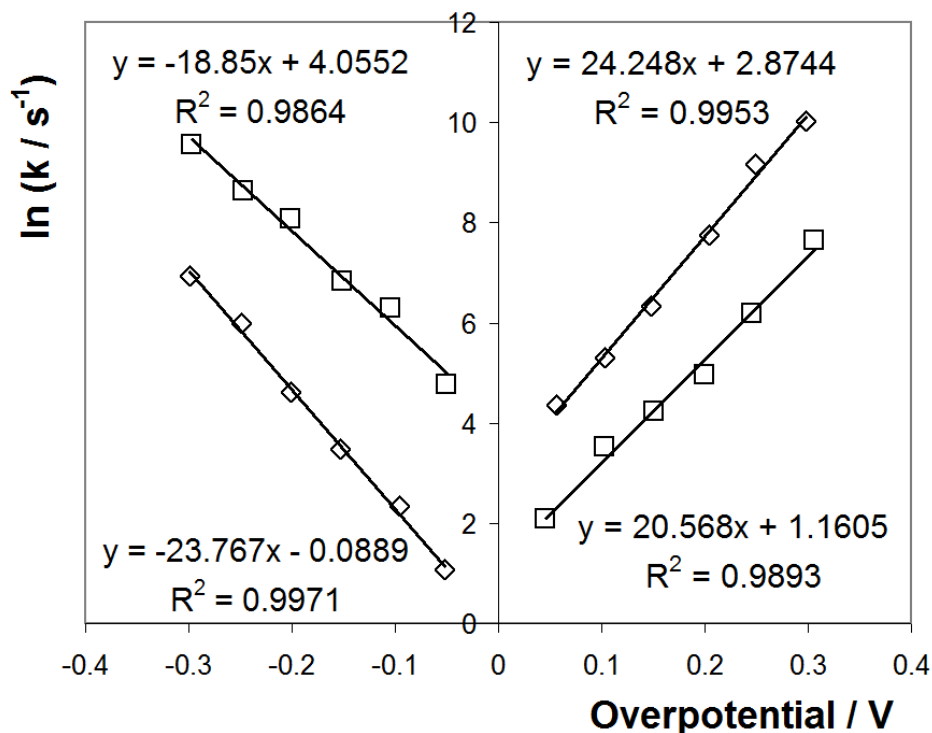 ln (k / s⁻¹)
12
10
8
6
4
2
0
y = -18.85x + 4.0552
R² = 0.9864
y = 24.248x + 2.8744
R² = 0.9953
y = -23.767x - 0.0889
R² = 0.9971
y = 20.568x + 1.1605
R² = 0.9893
-0.4 -0.3 -0.2 -0.1 0 0.1 0.2 0.3 0.4
Overpotential / V